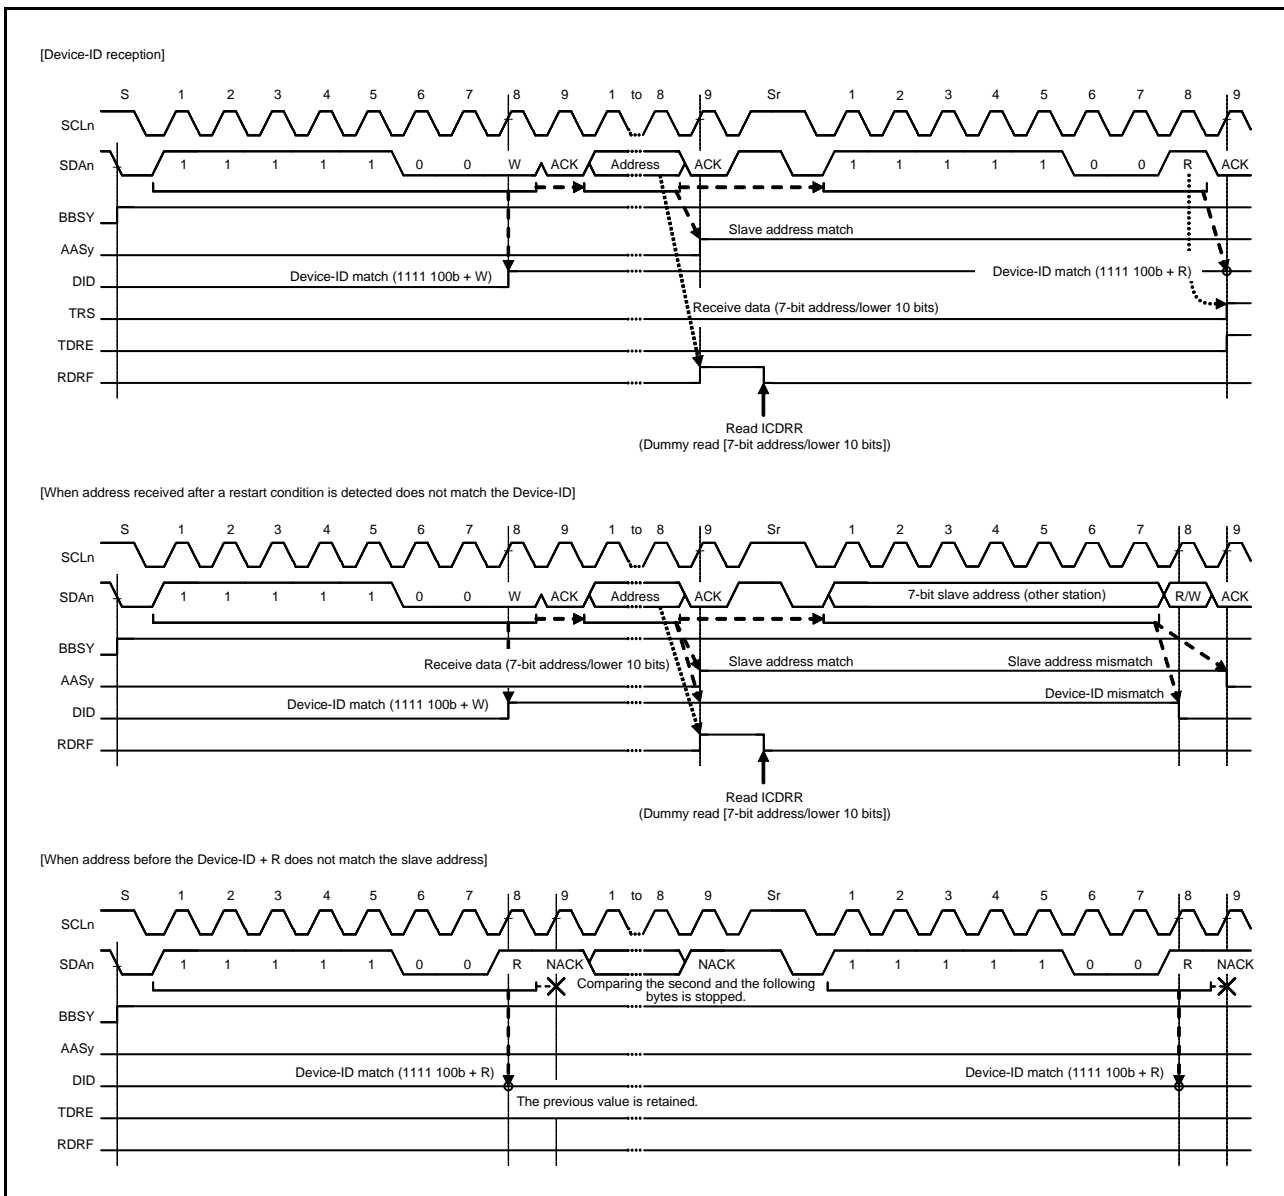 [Device-ID reception]
S 1 2 3 4 5 6 7 8 9 1 to 8 9 Sr 1 2 3 4 5 6 7 8 9
SCLn
SDAn 1 1 1 1 1 0 0 W ACK Address ACK 1 1 1 1 1 0 0 R ACK
BBSY
Slave address match
AASy
Device-ID match (1111 100b + W) Device-ID match (1111 100b + R)
DID
Receive data (7-bit address/lower 10 bits)
TRS
TDRE
RDRF
Read ICDRR
(Dummy read [7-bit address/lower 10 bits])
[When address received after a restart condition is detected does not match the Device-ID]
S 1 2 3 4 5 6 7 8 9 1 to 8 9 Sr 1 2 3 4 5 6 7 8 9
SCLn
SDAn 1 1 1 1 1 0 0 W ACK Address ACK 7-bit slave address (other station) R/W ACK
BBSY
Receive data (7-bit address/lower 10 bits) Slave address match Slave address mismatch
AASy
Device-ID match (1111 100b + W) Device-ID mismatch
DID
RDRF
Read ICDRR
(Dummy read [7-bit address/lower 10 bits])
[When address before the Device-ID + R does not match the slave address]
S 1 2 3 4 5 6 7 8 9 1 to 8 9 Sr 1 2 3 4 5 6 7 8 9
SCLn
SDAn 1 1 1 1 1 0 0 R NACK NACK 1 1 1 1 1 0 0 R NACK
Comparing the second and the following
bytes is stopped.
BBSY
AASy
Device-ID match (1111 100b + R) Device-ID match (1111 100b + R)
DID
The previous value is retained.
TDRE
RDRF